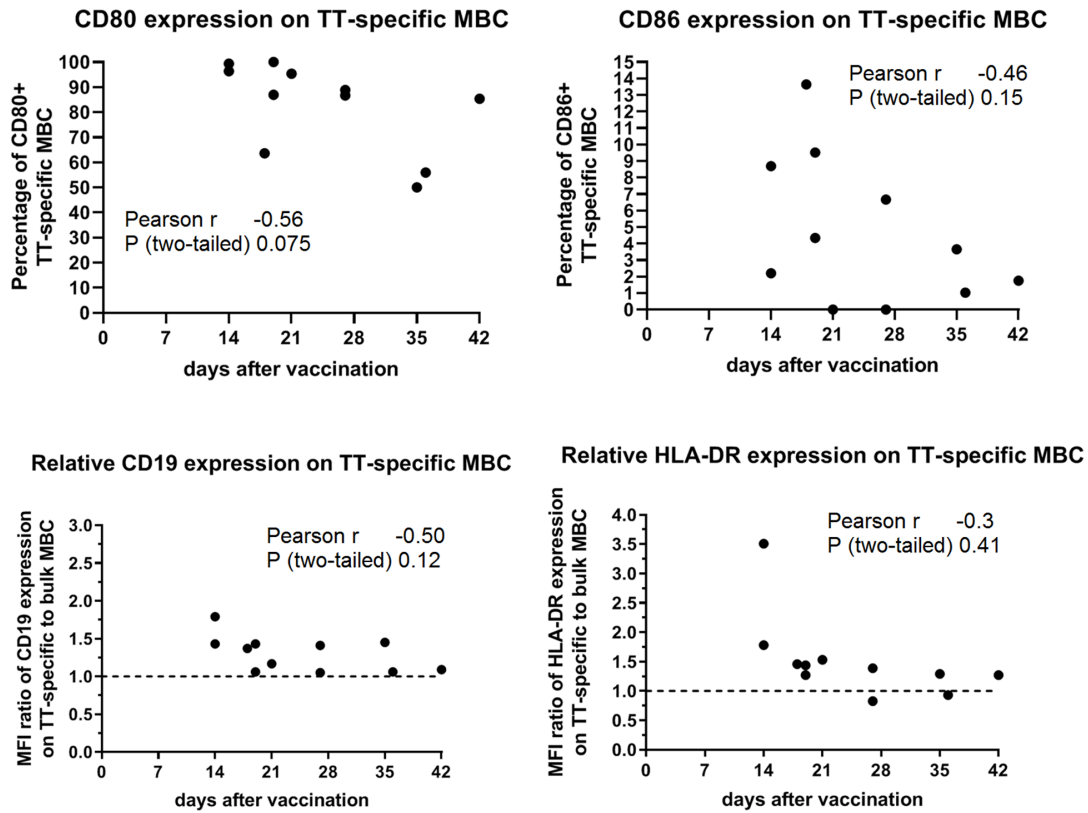 CD80 expression on TT-specific MBC
Percentage of CD80+
TT-specific MBC
100
90
80
70
60
50
40
30
20
10
0
Pearson r -0.56
P (two-tailed) 0.075
0 7 14 21 28 35 42
days after vaccination
CD86 expression on TT-specific MBC
Percentage of CD86+
TT-specific MBC
15
14
13
12
11
10
9
8
7
6
5
4
3
2
1
0
Pearson r -0.46
P (two-tailed) 0.15
0 7 14 21 28 35 42
days after vaccination
Relative CD19 expression on TT-specific MBC
MFI ratio of CD19 expression
on TT-specific to bulk MBC
3.0
2.5
2.0
1.5
1.0
0.5
0.0
Pearson r -0.50
P (two-tailed) 0.12
0 7 14 21 28 35 42
days after vaccination
Relative HLA-DR expression on TT-specific MBC
MFI ratio of HLA-DR expression
on TT-specific to bulk MBC
4.0
3.5
3.0
2.5
2.0
1.5
1.0
0.5
0.0
Pearson r -0.3
P (two-tailed) 0.41
0 7 14 21 28 35 42
days after vaccination